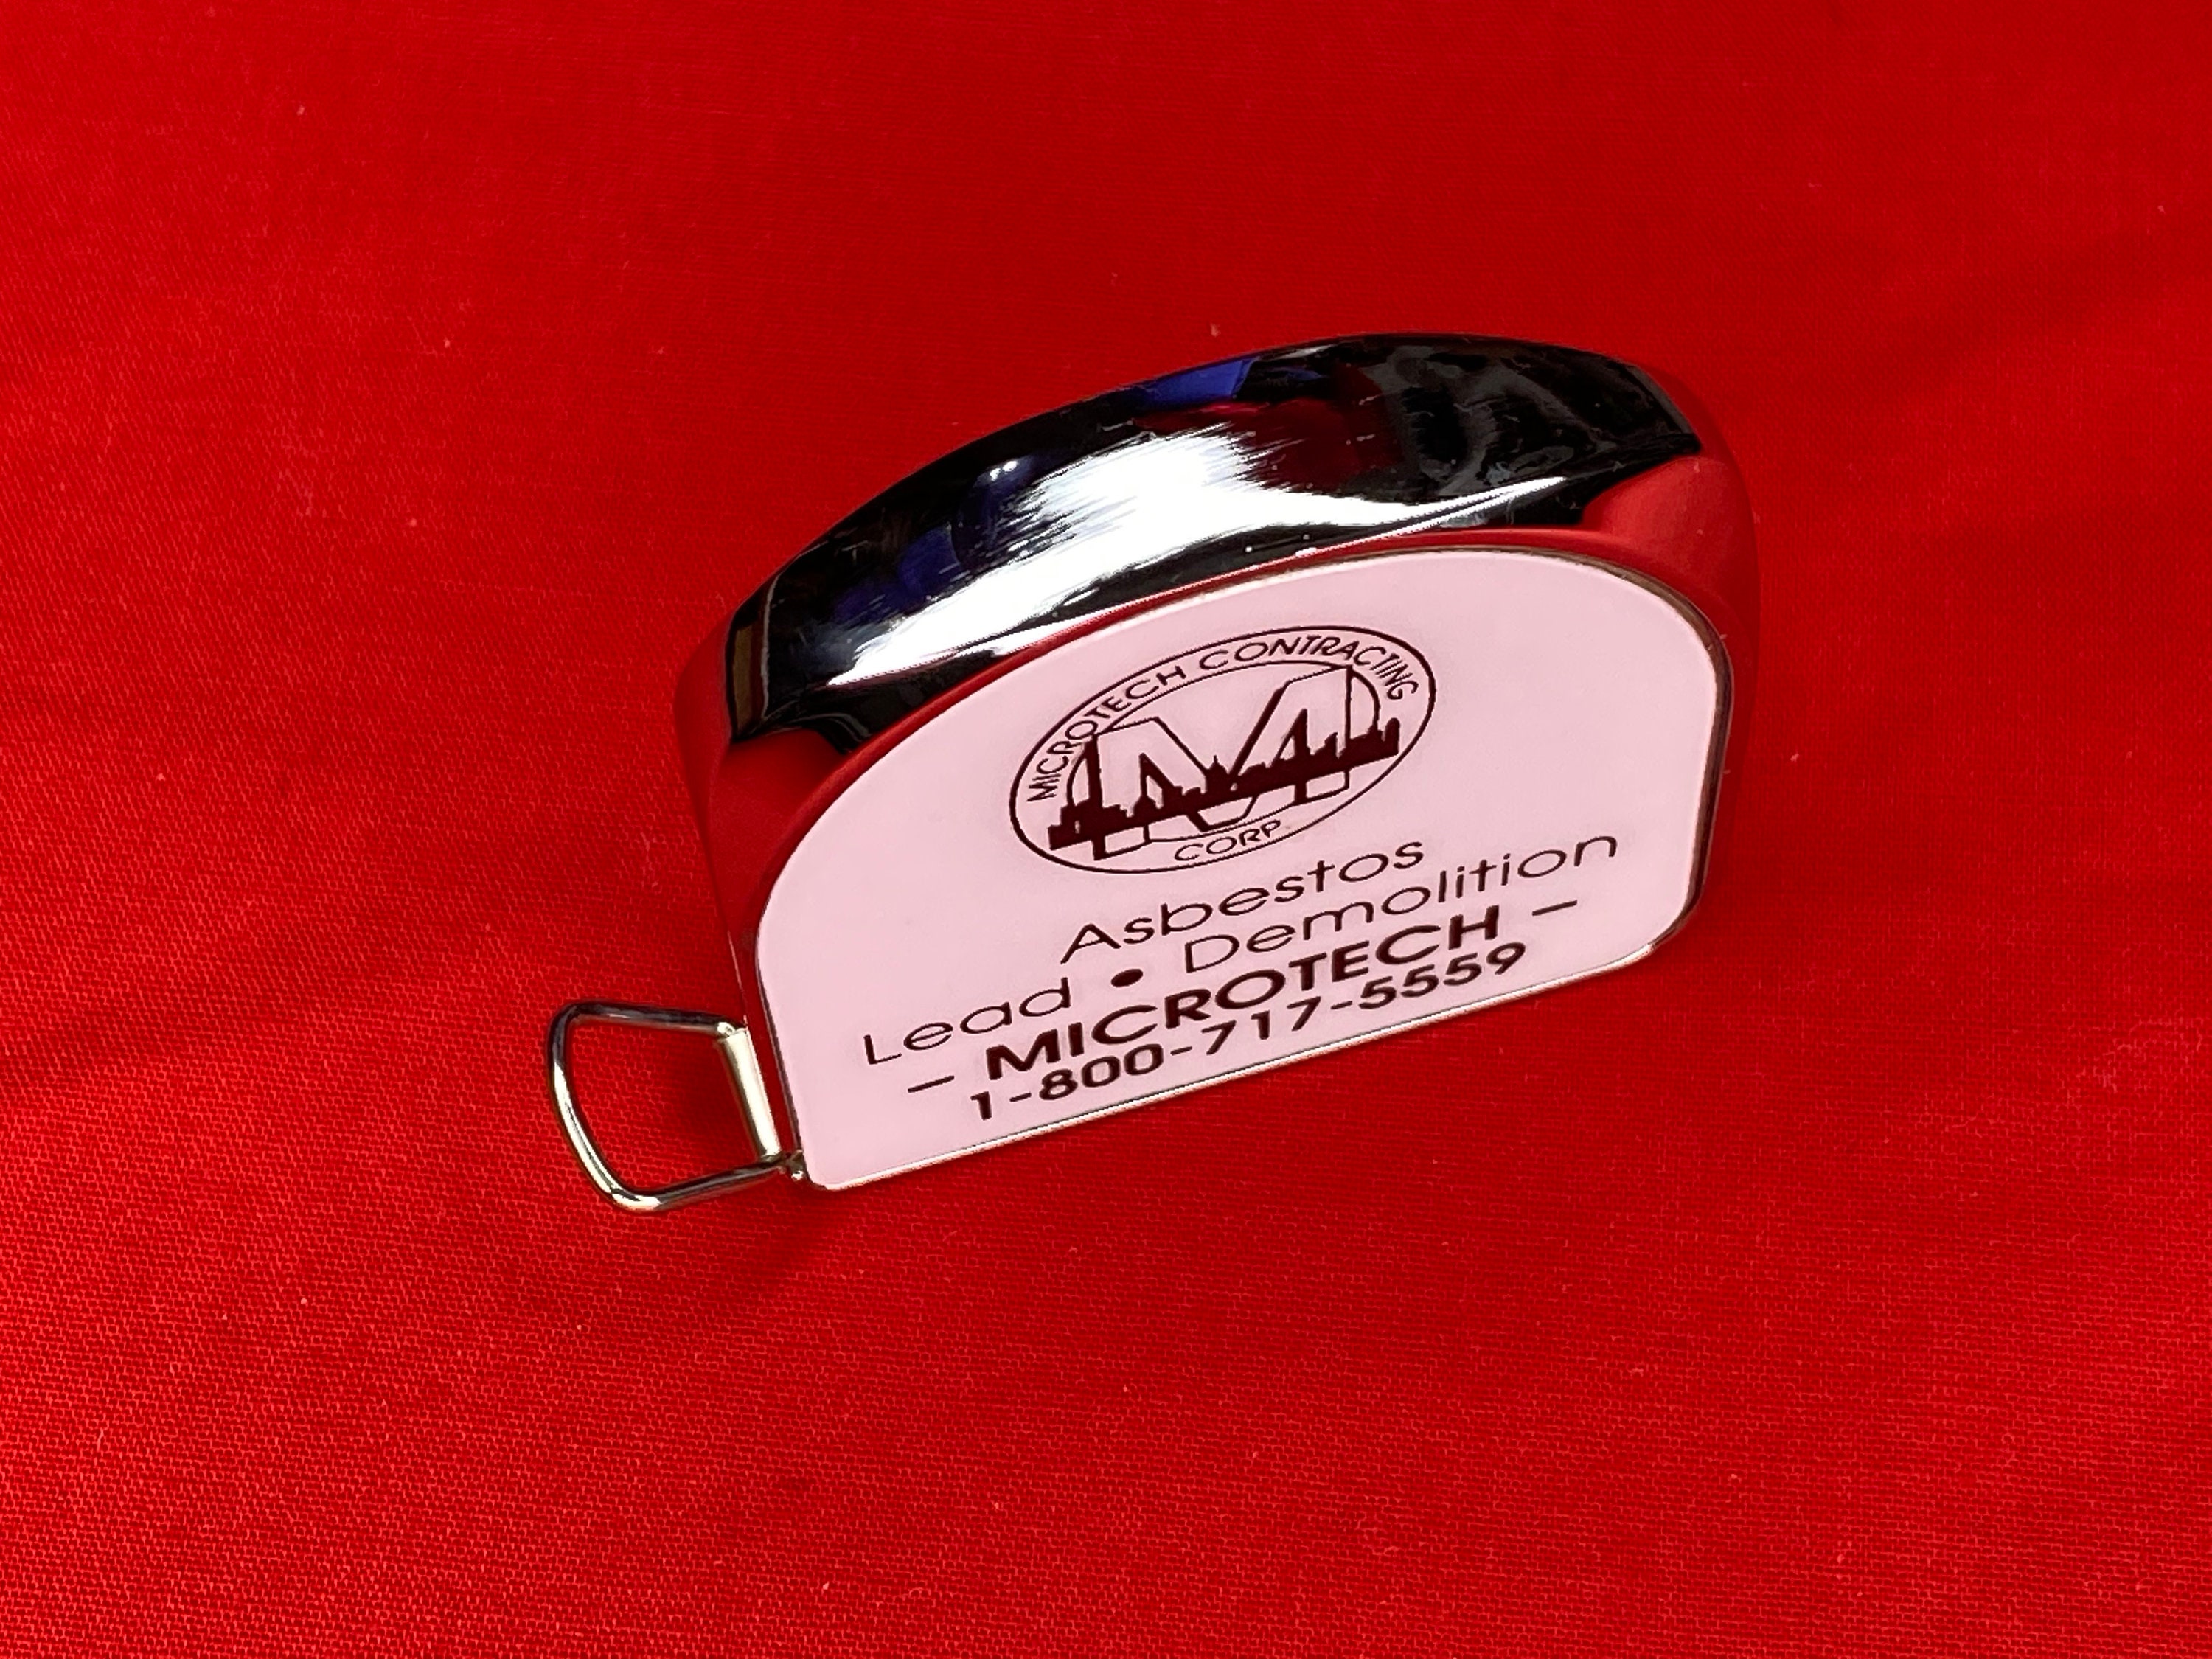 MICROTECH CONTRACTING
M
CORP.
Asbestos
Lead • Demolition
– MICROTECH –
1-800-717-5559